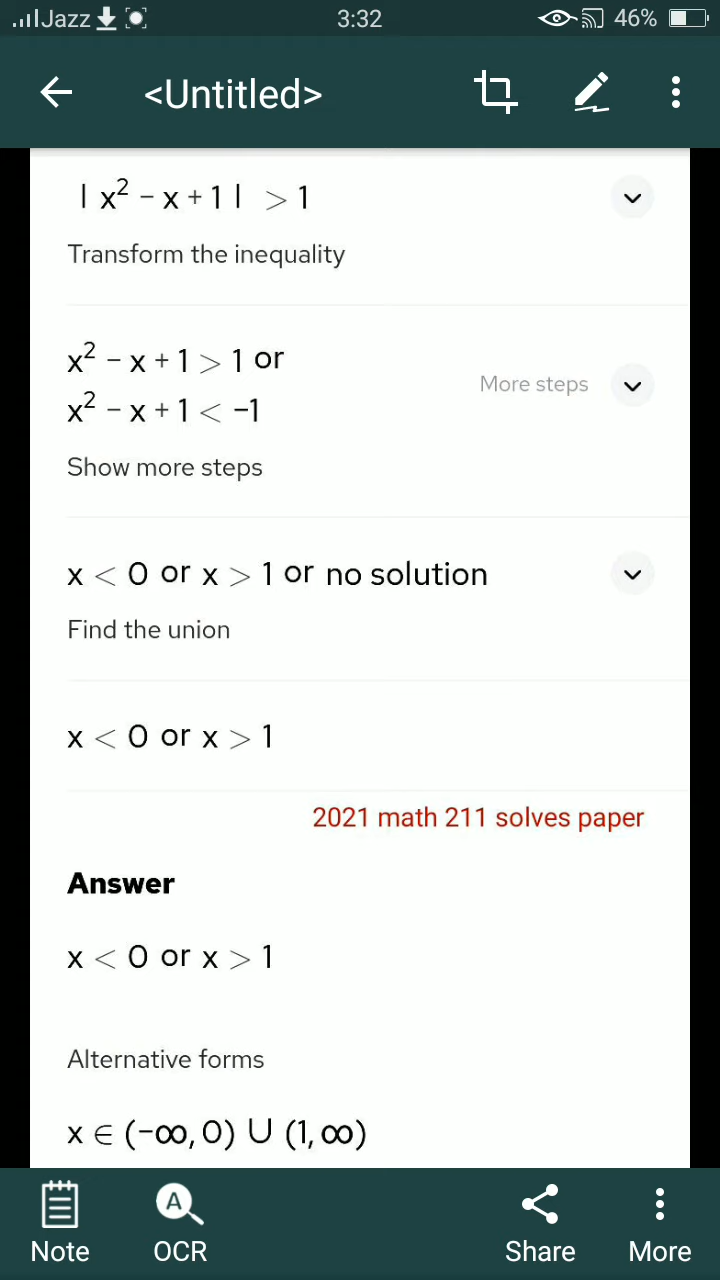 Jazz 3:32 46%
<Untitled>
| x² − x + 1 | > 1
Transform the inequality
x² − x + 1 > 1 or
x² − x + 1 < −1
More steps
Show more steps
x < 0 or x > 1 or no solution
Find the union
x < 0 or x > 1
2021 math 211 solves paper
Answer
x < 0 or x > 1
Alternative forms
x ∈ (−∞, 0) ∪ (1, ∞)
A
Note OCR Share More